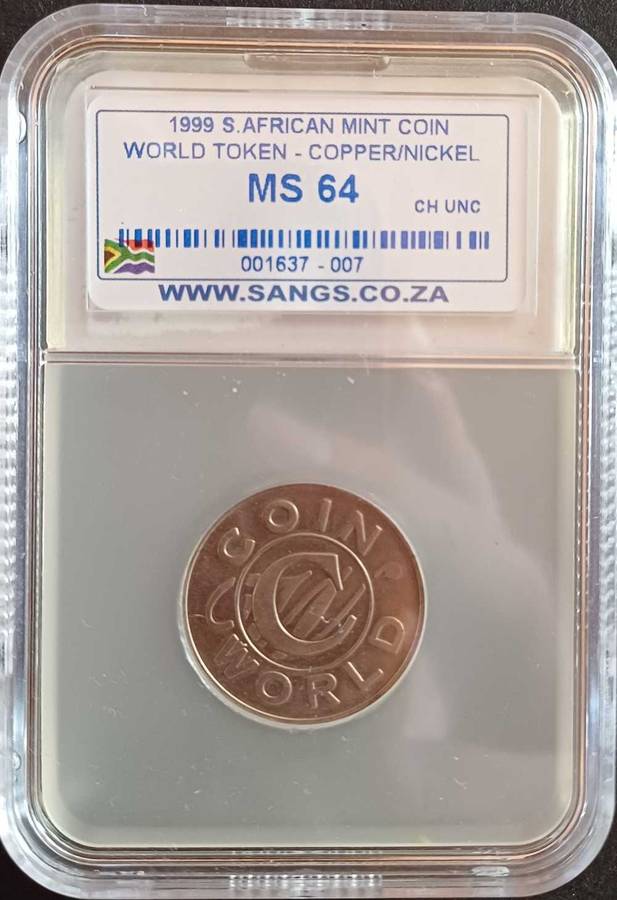 1999 S.AFRICAN MINT COIN
WORLD TOKEN - COPPER/NICKEL
MS 64
CH UNC
001637 - 007
WWW.SANGS.CO.ZA
COIN
C
WORLD